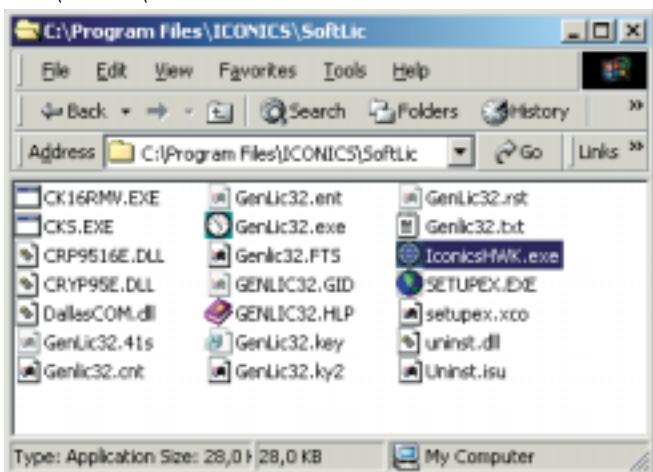 C:\Program Files\ICONICS\SoftLic
File Edit View Favorites Tools Help
Back Search Folders History »
Address C:\Program Files\ICONICS\SoftLic Go Links »
CK16RMV.EXE GenLic32.ent GenLic32.rst
CKS.EXE GenLic32.exe Genlic32.txt
CRP9516E.DLL Genlic32.FTS IconicsHWK.exe
CRYP95E.DLL GENLIC32.GID SETUPEX.EXE
DallasCOM.dll GENLIC32.HLP setupex.xco
GenLic32.41s GenLic32.key uninst.dll
Genlic32.cnt GenLic32.ky2 Uninst.isu
Type: Application Size: 28,0 28,0 KB My Computer